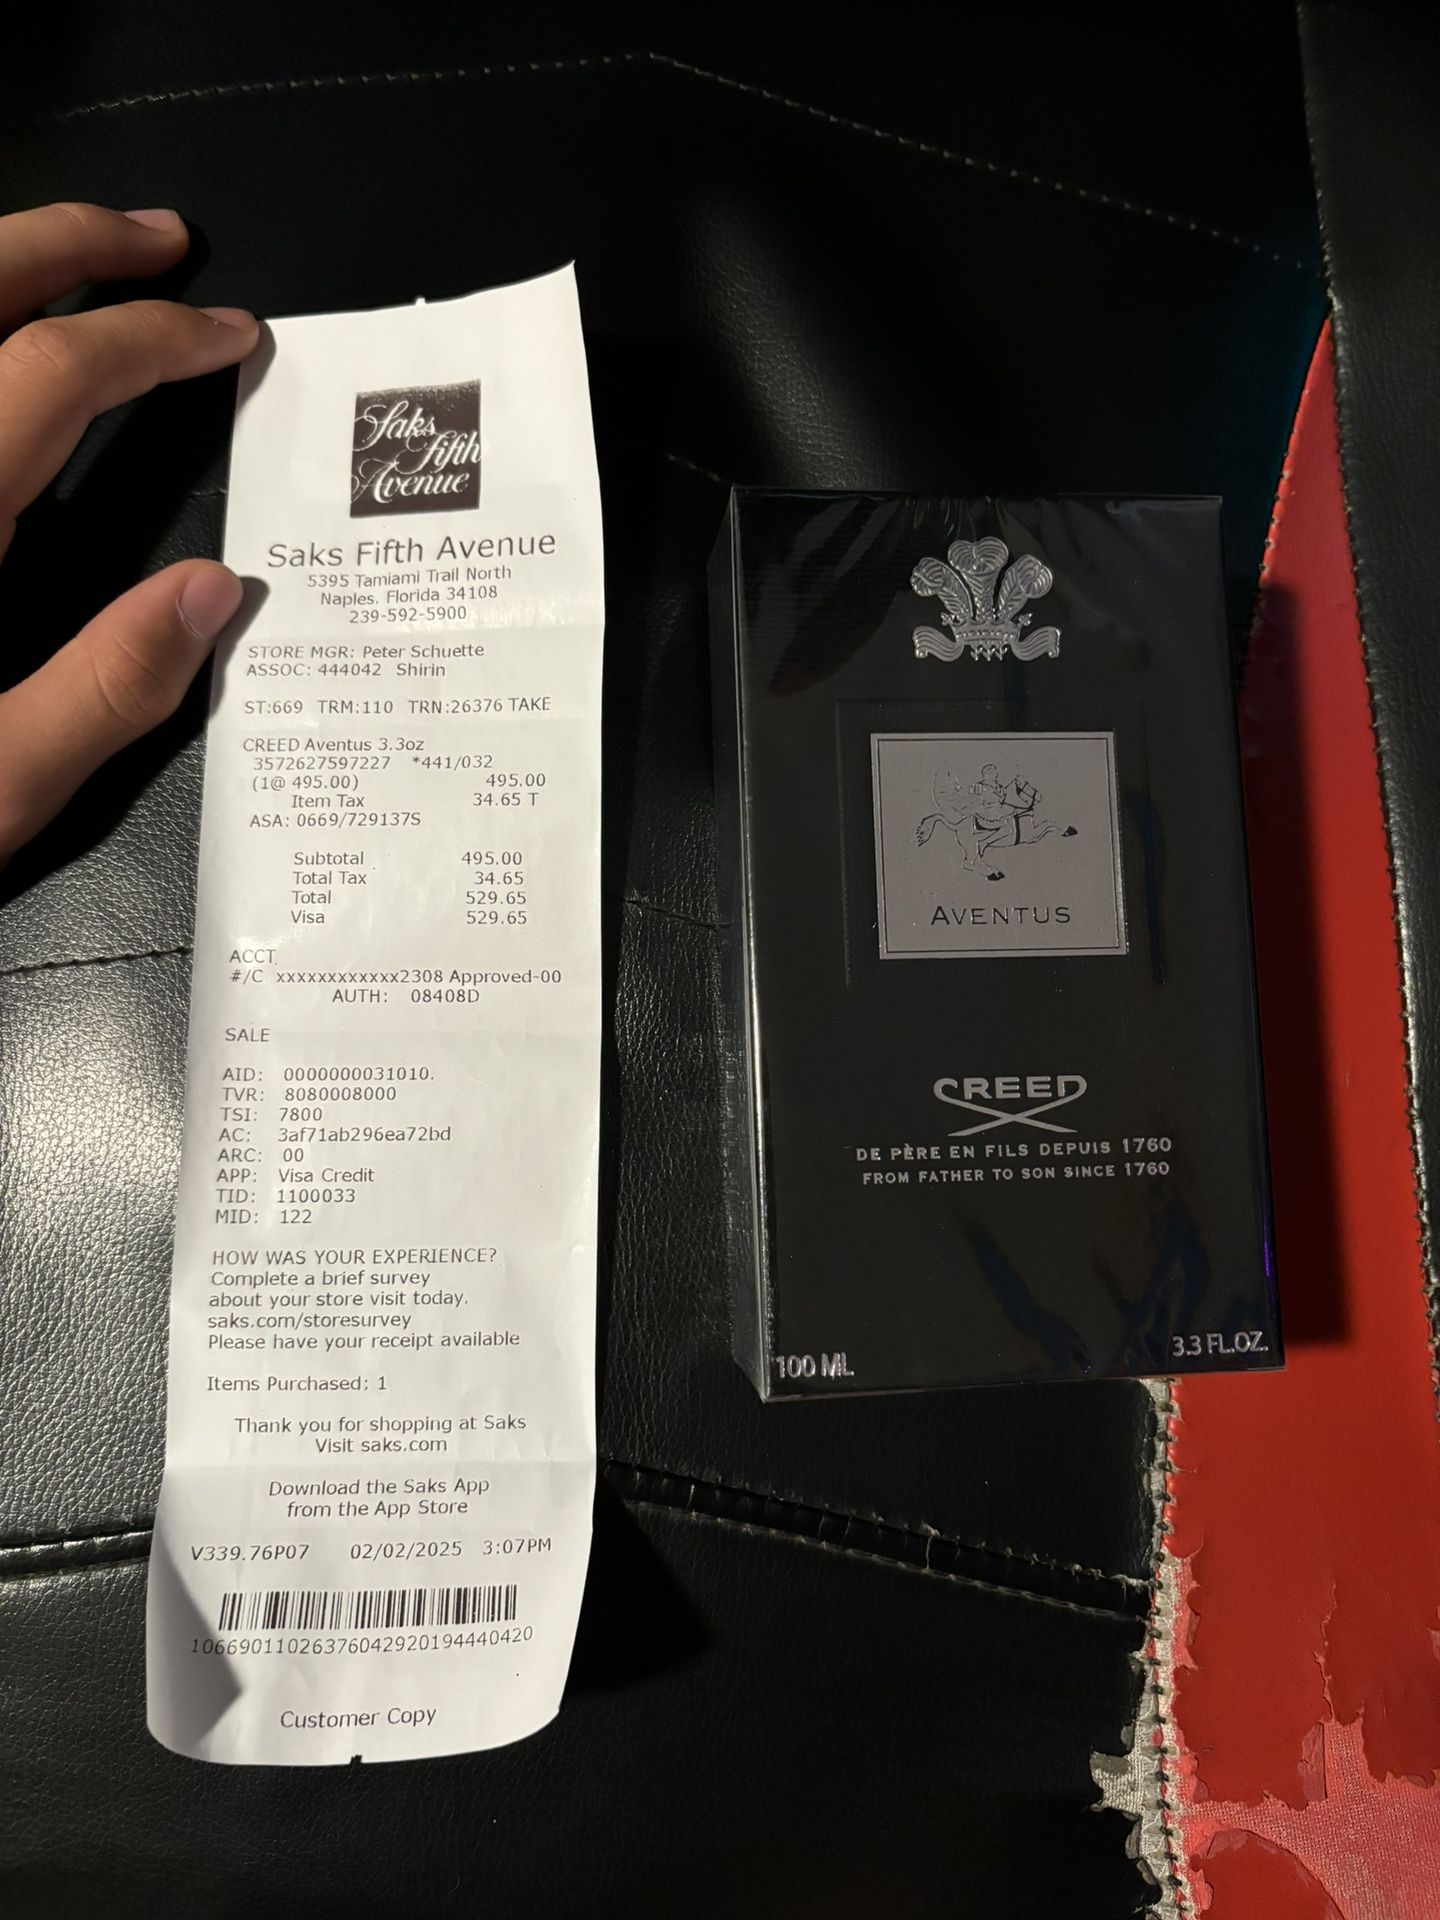 Saks
Fifth
Avenue
Saks Fifth Avenue
5395 Tamiami Trail North
Naples. Florida 34108
239-592-5900
STORE MGR: Peter Schuette
ASSOC: 444042 Shirin
ST:669 TRM:110 TRN:26376 TAKE
CREED Aventus 3.3oz
3572627597227 *441/032
(1@ 495.00) 495.00
Item Tax 34.65 T
ASA: 0669/729137S
Subtotal 495.00
Total Tax 34.65
Total 529.65
Visa 529.65
ACCT
#/C xxxxxxxxxxxx2308 Approved-00
AUTH: 08408D
SALE
AID: 0000000031010.
TVR: 8080008000
TSI: 7800
AC: 3af71ab296ea72bd
ARC: 00
APP: Visa Credit
TID: 1100033
MID: 122
HOW WAS YOUR EXPERIENCE?
Complete a brief survey
about your store visit today.
saks.com/storesurvey
Please have your receipt available
Items Purchased: 1
Thank you for shopping at Saks
Visit saks.com
Download the Saks App
from the App Store
V339.76P07 02/02/2025 3:07PM
10669011026376042920194440420
Customer Copy
AVENTUS
CREED
DE PÈRE EN FILS DEPUIS 1760
FROM FATHER TO SON SINCE 1760
100 ML 3.3 FL.OZ.